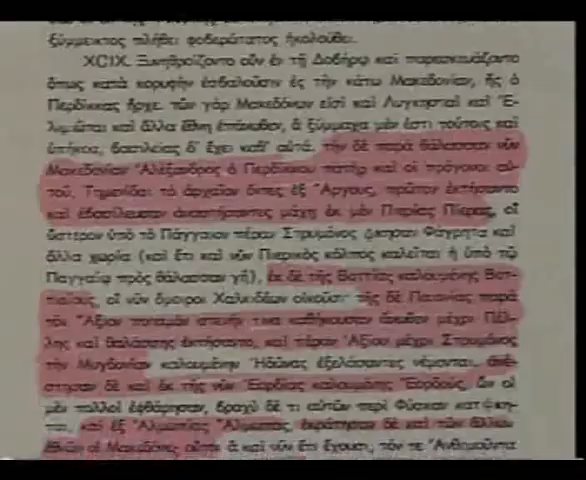 ξύμμεικτος πλήθει φοβερώτατος ἠκολούθει.
XCIX. Ξυνηθροίζοντο οὖν ἐν τῇ Δοβήρῳ καὶ παρεσκευάζοντο
ὅπως κατὰ κορυφὴν ἐσβαλοῦσιν ἐς τὴν κάτω Μακεδονίαν, ἧς ὁ
Περδίκκας ἦρχε. τῶν γὰρ Μακεδόνων εἰσὶ καὶ Λυγκησταὶ καὶ Ἐ-
λιμιῶται καὶ ἄλλα ἔθνη ἐπάνωθεν, ἃ ξύμμαχα μέν ἐστι τούτοις καὶ
ὑπήκοα, βασιλείας δ' ἔχει καθ' αὑτά. τὴν δὲ παρὰ θάλασσαν νῦν
Μακεδονίαν Ἀλέξανδρος ὁ Περδίκκου πατὴρ καὶ οἱ πρόγονοι αὐ-
τοῦ, Τημενίδαι τὸ ἀρχαῖον ὄντες ἐξ Ἄργους, πρῶτον ἐκτήσαντο
καὶ ἐβασίλευσαν ἀναστήσαντες μάχῃ ἐκ μὲν Πιερίας Πίερας, οἳ
ὕστερον ὑπὸ τὸ Πάγγαιον πέραν Στρυμόνος ᾤκησαν Φάγρητα καὶ
ἄλλα χωρία (καὶ ἔτι καὶ νῦν Πιερικὸς κόλπος καλεῖται ἡ ὑπὸ τῷ
Παγγαίῳ πρὸς θάλασσαν γῆ), ἐκ δὲ τῆς Βοττίας καλουμένης Βοτ-
τιαίους, οἳ νῦν ὅμοροι Χαλκιδέων οἰκοῦσι· τῆς δὲ Παιονίας παρὰ
τὸν Ἄξιον ποταμὸν στενήν τινα καθήκουσαν ἄνωθεν μέχρι Πέλ-
λης καὶ θαλάσσης ἐκτήσαντο, καὶ πέραν Ἀξίου μέχρι Στρυμόνος
τὴν Μυγδονίαν καλουμένην Ἠδῶνας ἐξελάσαντες νέμονται. ἀνέ-
στησαν δὲ καὶ ἐκ τῆς νῦν Ἐορδίας καλουμένης Ἐορδούς, ὧν οἱ
μὲν πολλοὶ ἐφθάρησαν, βραχὺ δέ τι αὐτῶν περὶ Φύσκαν κατῴκη-
ται, καὶ ἐξ Ἀλμωπίας Ἄλμωπας. ἐκράτησαν δὲ καὶ τῶν ἄλλων
ἐθνῶν οἱ Μακεδόνες οὗτοι ἃ καὶ νῦν ἔτι ἔχουσι, τόν τε Ἀνθεμοῦντα